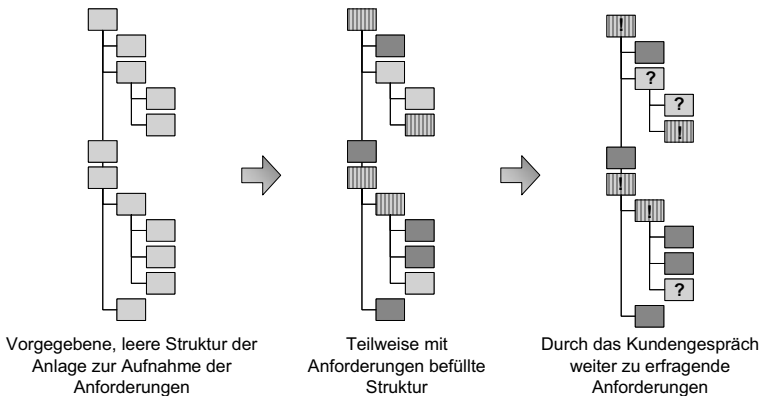 !
?
?
!
!
!
?
Vorgegebene, leere Struktur der
Anlage zur Aufnahme der
Anforderungen
Teilweise mit
Anforderungen befüllte
Struktur
Durch das Kundengespräch
weiter zu erfragende
Anforderungen